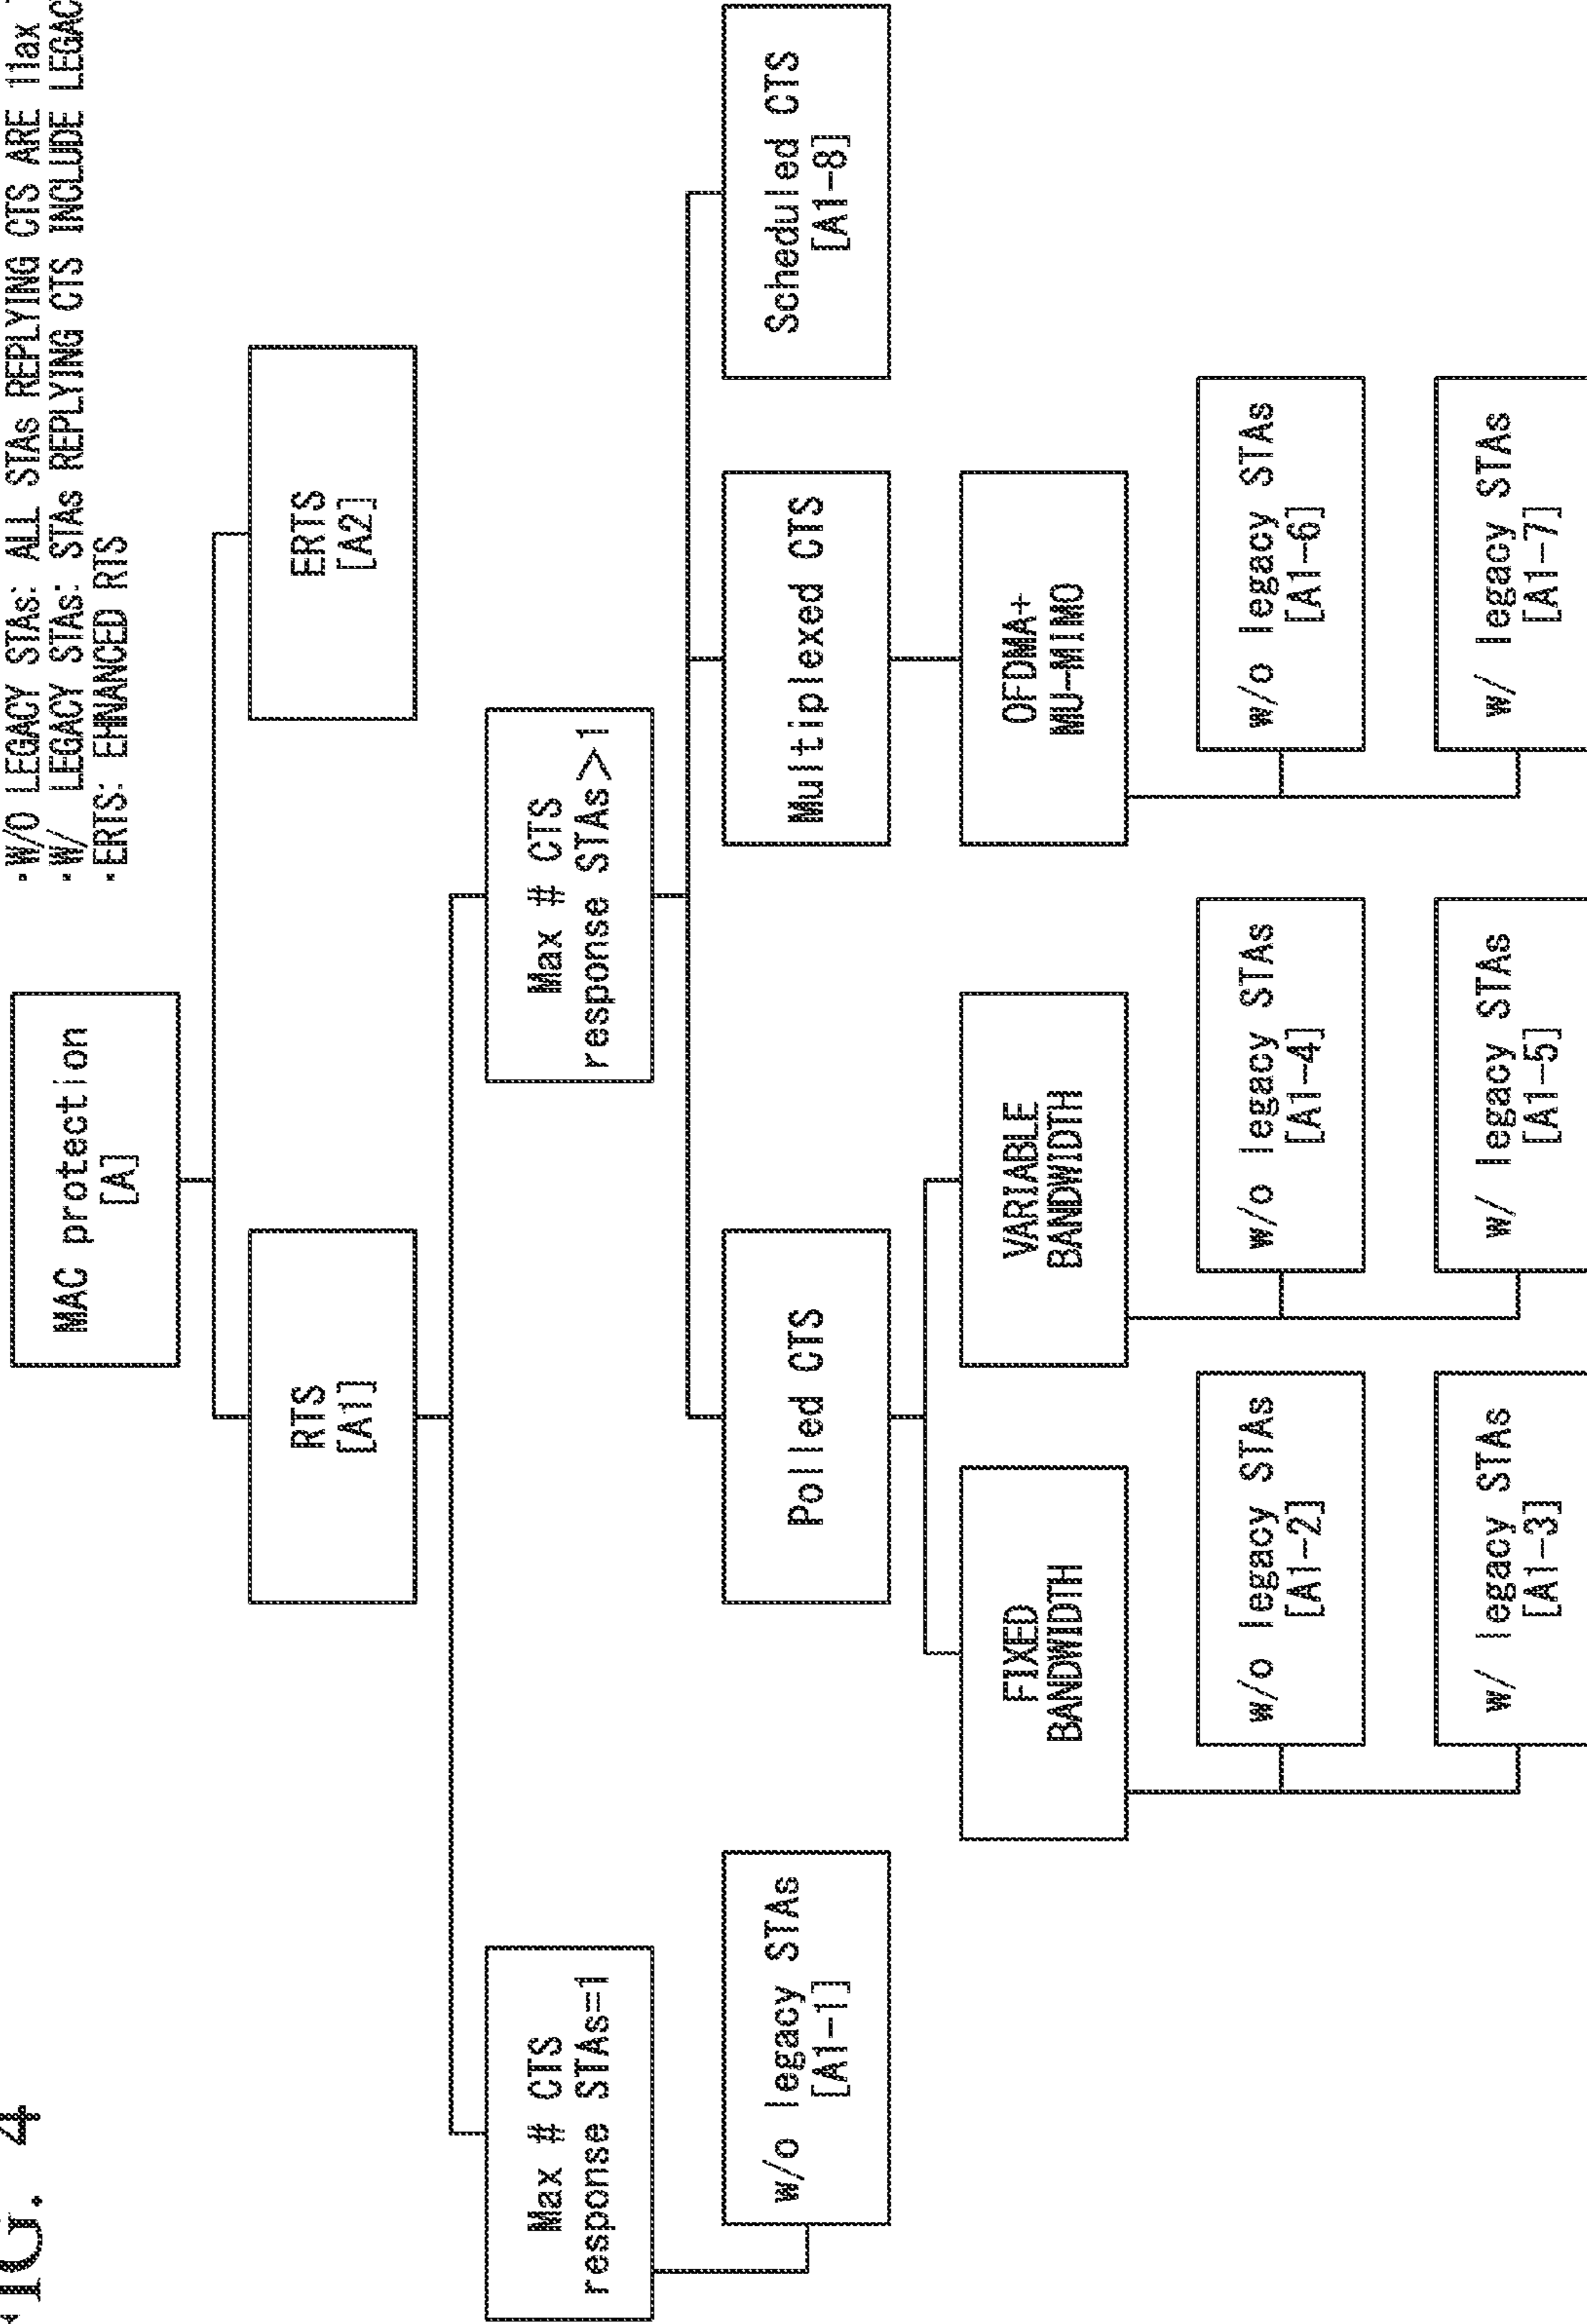 FIG. 4
·W/O LEGACY STAs: ALL STAs REPLYING CTS ARE 11ax
·W/ LEGACY STAs: STAs REPLYING CTS INCLUDE LEGAC
·ERTS: EHNANCED RTS
MAC protection
[A]
RTS
[A1]
ERTS
[A2]
Max # CTS
response STAs=1
Max # CTS
response STAs>1
w/o legacy STAs
[A1-1]
Polled CTS
Multiplexed CTS
Scheduled CTS
[A1-8]
FIXED
BANDWIDTH
VARIABLE
BANDWIDTH
OFDMA+
MU-MIMO
w/o legacy STAs
[A1-2]
w/o legacy STAs
[A1-4]
w/o legacy STAs
[A1-6]
w/ legacy STAs
[A1-3]
w/ legacy STAs
[A1-5]
w/ legacy STAs
[A1-7]